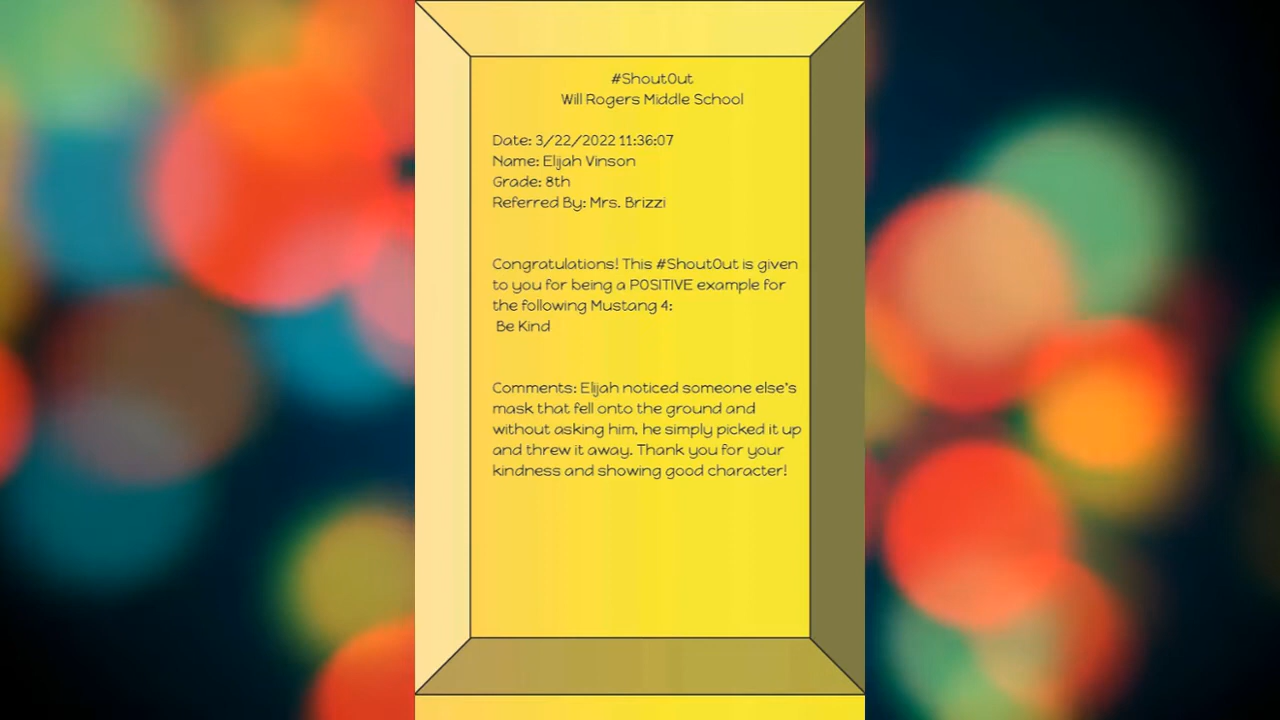 #ShoutOut
Will Rogers Middle School
Date: 3/22/2022 11:36:07
Name: Elijah Vinson
Grade: 8th
Referred By: Mrs. Brizzi
Congratulations! This #ShoutOut is given
to you for being a POSITIVE example for
the following Mustang 4:
Be Kind
Comments: Elijah noticed someone else's
mask that fell onto the ground and
without asking him, he simply picked it up
and threw it away. Thank you for your
kindness and showing good character!